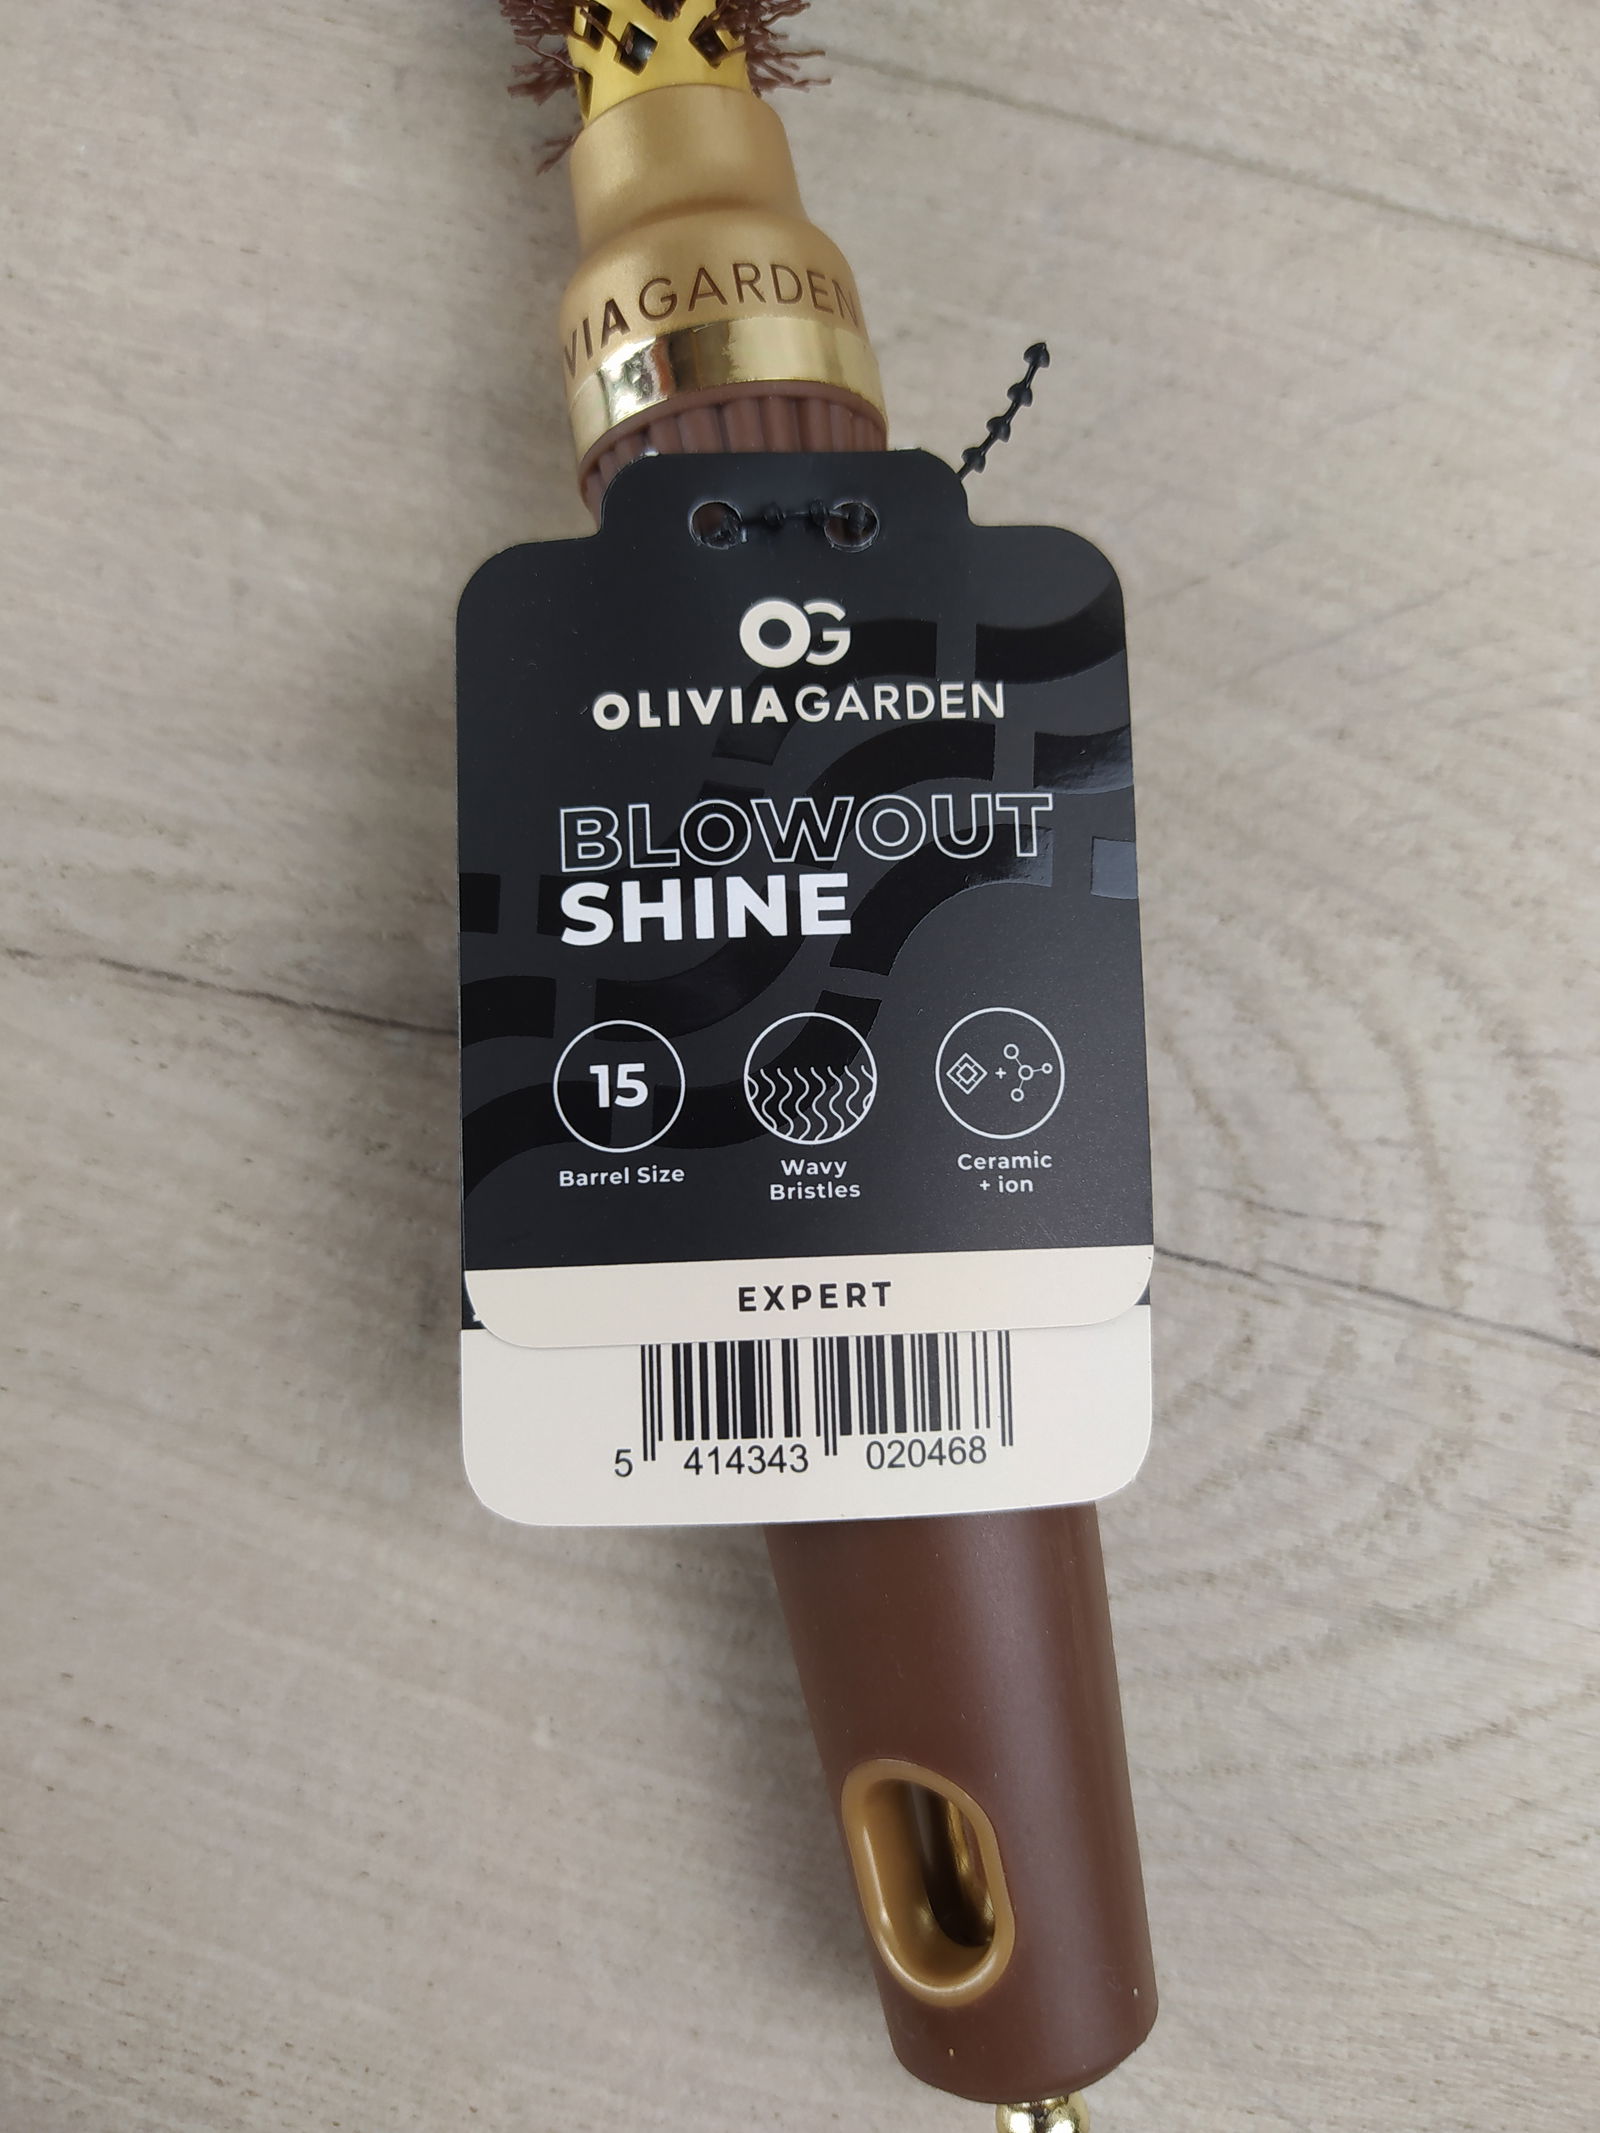 VIAGARDEN
OG
OLIVIAGARDEN
BLOWOUT
SHINE
15
Barrel Size
Wavy
Bristles
+
Ceramic
+ ion
EXPERT
5 414343 020468